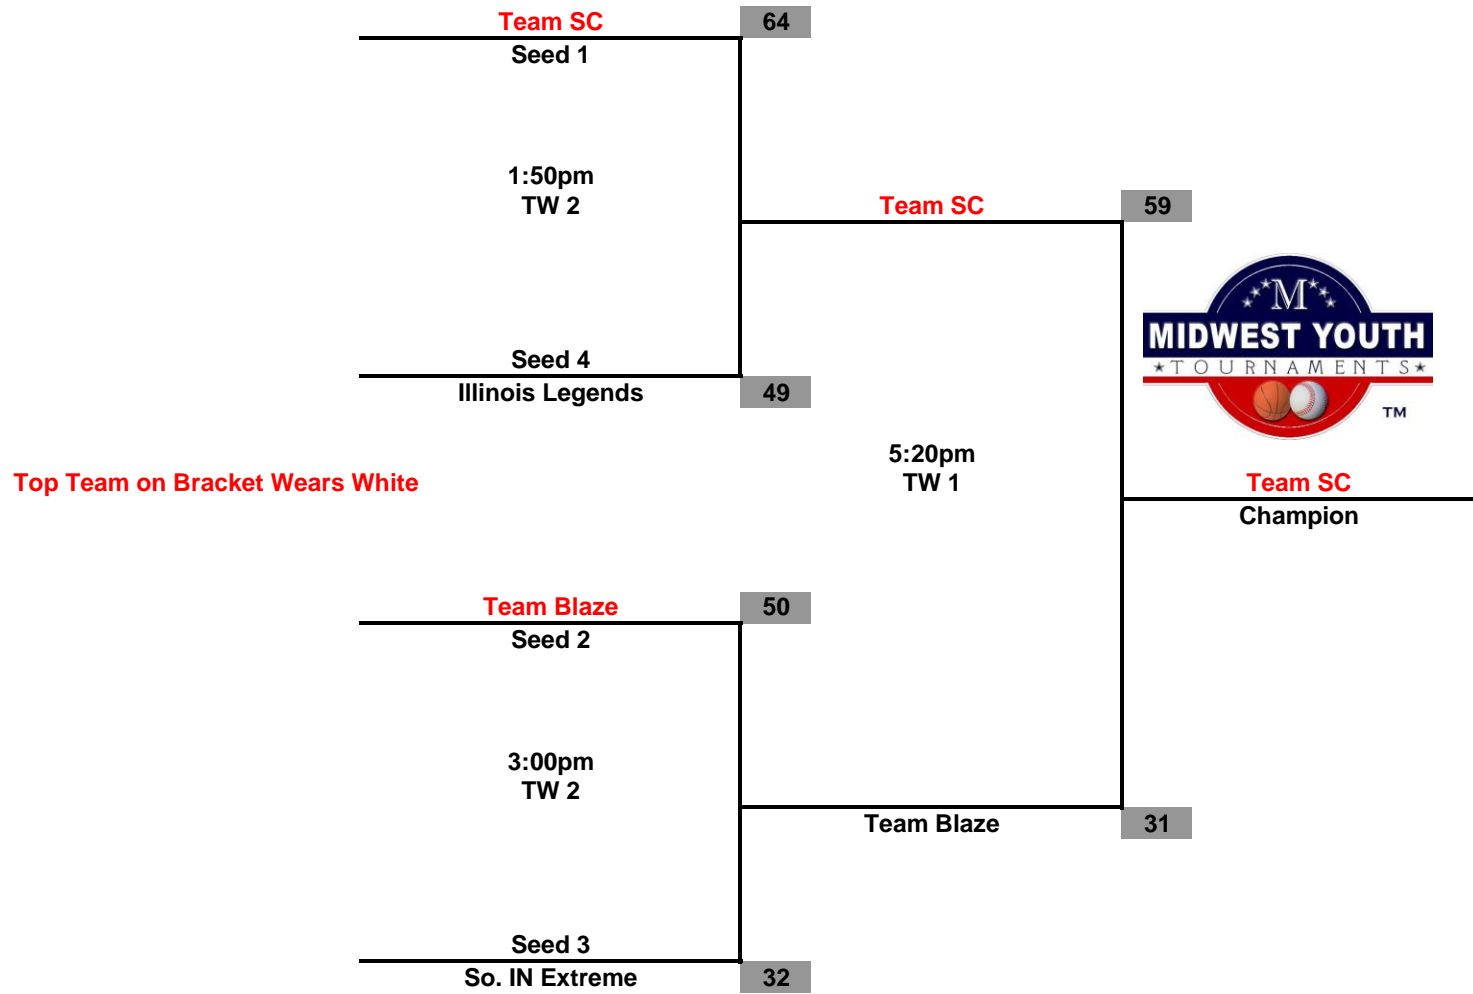 Team SC 64
Seed 1
1:50pm
TW 2
Team SC 59
M
MIDWEST YOUTH
TOURNAMENTS
TM
Seed 4
Illinois Legends 49
5:20pm
TW 1
Top Team on Bracket Wears White
Team SC
Champion
Team Blaze 50
Seed 2
3:00pm
TW 2
Team Blaze 31
Seed 3
So. IN Extreme 32